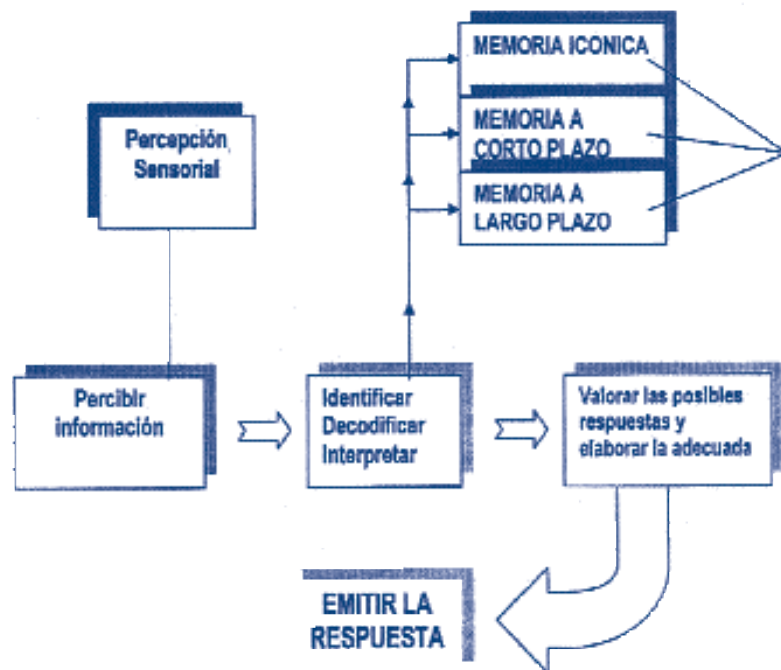 MEMORIA ICONICA
MEMORIA A
CORTO PLAZO
MEMORIA A
LARGO PLAZO
Percepción
Sensorial
Percibir
información
Identificar
Decodificar
Interpretar
Valorar las posibles
respuestas y
elaborar la adecuada
EMITIR LA
RESPUESTA